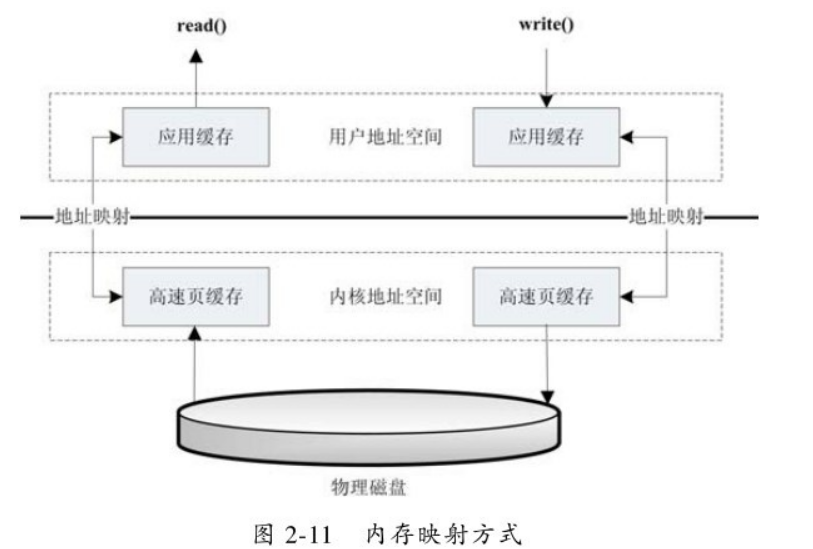 read() write()
应用缓存 用户地址空间 应用缓存
地址映射 地址映射
高速页缓存 内核地址空间 高速页缓存
物理磁盘
图 2-11 内存映射方式